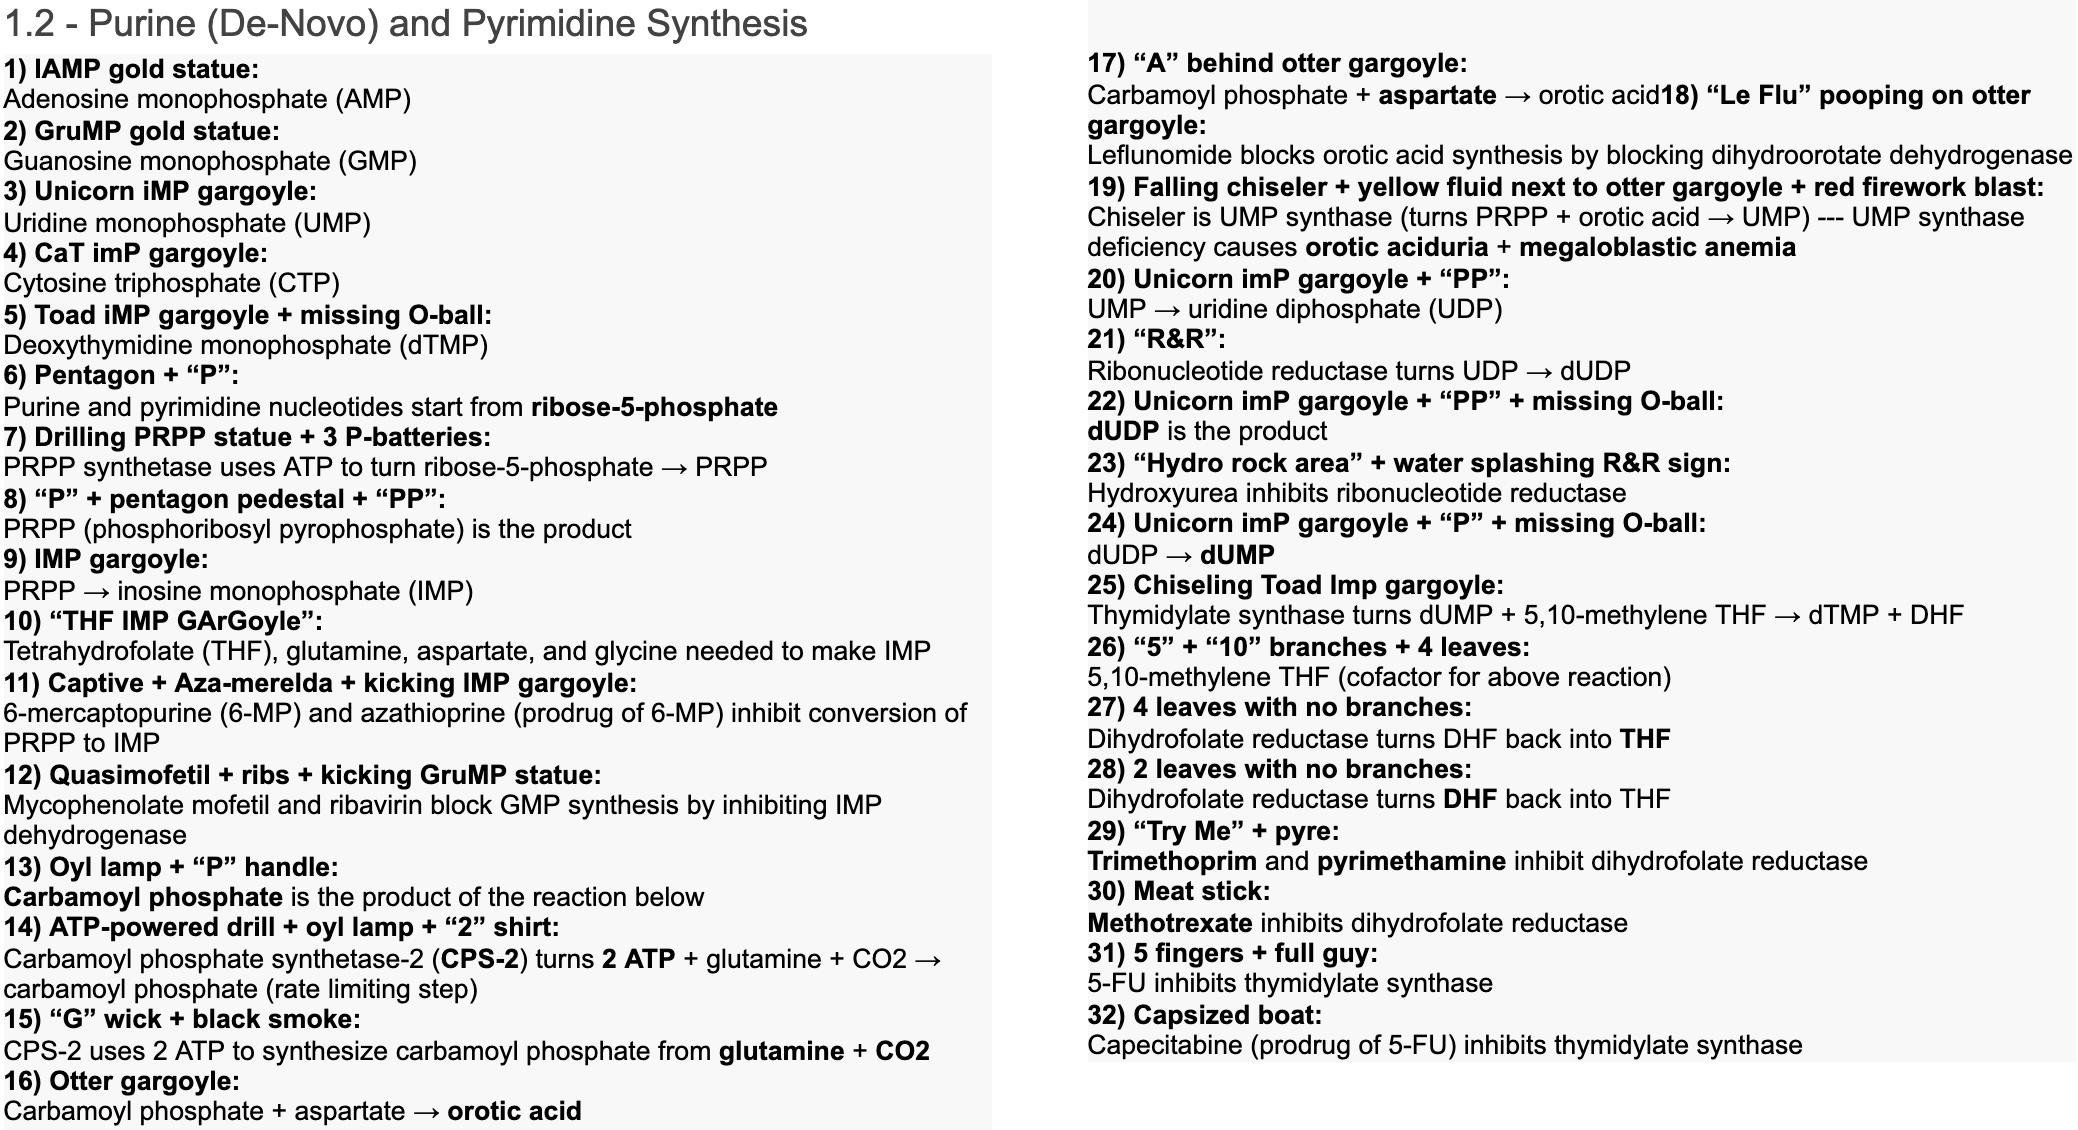 1.2 - Purine (De-Novo) and Pyrimidine Synthesis
1) IAMP gold statue:
Adenosine monophosphate (AMP)
2) GruMP gold statue:
Guanosine monophosphate (GMP)
3) Unicorn iMP gargoyle:
Uridine monophosphate (UMP)
4) CaT imP gargoyle:
Cytosine triphosphate (CTP)
5) Toad iMP gargoyle + missing O-ball:
Deoxythymidine monophosphate (dTMP)
6) Pentagon + “P”:
Purine and pyrimidine nucleotides start from ribose-5-phosphate
7) Drilling PRPP statue + 3 P-batteries:
PRPP synthetase uses ATP to turn ribose-5-phosphate → PRPP
8) “P” + pentagon pedestal + “PP”:
PRPP (phosphoribosyl pyrophosphate) is the product
9) IMP gargoyle:
PRPP → inosine monophosphate (IMP)
10) “THF IMP GArGoyle”:
Tetrahydrofolate (THF), glutamine, aspartate, and glycine needed to make IMP
11) Captive + Aza-merelda + kicking IMP gargoyle:
6-mercaptopurine (6-MP) and azathioprine (prodrug of 6-MP) inhibit conversion of
PRPP to IMP
12) Quasimofetil + ribs + kicking GruMP statue:
Mycophenolate mofetil and ribavirin block GMP synthesis by inhibiting IMP
dehydrogenase
13) Oyl lamp + “P” handle:
Carbamoyl phosphate is the product of the reaction below
14) ATP-powered drill + oyl lamp + “2” shirt:
Carbamoyl phosphate synthetase-2 (CPS-2) turns 2 ATP + glutamine + CO2 →
carbamoyl phosphate (rate limiting step)
15) “G” wick + black smoke:
CPS-2 uses 2 ATP to synthesize carbamoyl phosphate from glutamine + CO2
16) Otter gargoyle:
Carbamoyl phosphate + aspartate → orotic acid
17) “A” behind otter gargoyle:
Carbamoyl phosphate + aspartate → orotic acid18) “Le Flu” pooping on otter
gargoyle:
Leflunomide blocks orotic acid synthesis by blocking dihydroorotate dehydrogenase
19) Falling chiseler + yellow fluid next to otter gargoyle + red firework blast:
Chiseler is UMP synthase (turns PRPP + orotic acid → UMP) --- UMP synthase
deficiency causes orotic aciduria + megaloblastic anemia
20) Unicorn imP gargoyle + “PP”:
UMP → uridine diphosphate (UDP)
21) “R&R”:
Ribonucleotide reductase turns UDP → dUDP
22) Unicorn imP gargoyle + “PP” + missing O-ball:
dUDP is the product
23) “Hydro rock area” + water splashing R&R sign:
Hydroxyurea inhibits ribonucleotide reductase
24) Unicorn imP gargoyle + “P” + missing O-ball:
dUDP → dUMP
25) Chiseling Toad Imp gargoyle:
Thymidylate synthase turns dUMP + 5,10-methylene THF → dTMP + DHF
26) “5” + “10” branches + 4 leaves:
5,10-methylene THF (cofactor for above reaction)
27) 4 leaves with no branches:
Dihydrofolate reductase turns DHF back into THF
28) 2 leaves with no branches:
Dihydrofolate reductase turns DHF back into THF
29) “Try Me” + pyre:
Trimethoprim and pyrimethamine inhibit dihydrofolate reductase
30) Meat stick:
Methotrexate inhibits dihydrofolate reductase
31) 5 fingers + full guy:
5-FU inhibits thymidylate synthase
32) Capsized boat:
Capecitabine (prodrug of 5-FU) inhibits thymidylate synthase